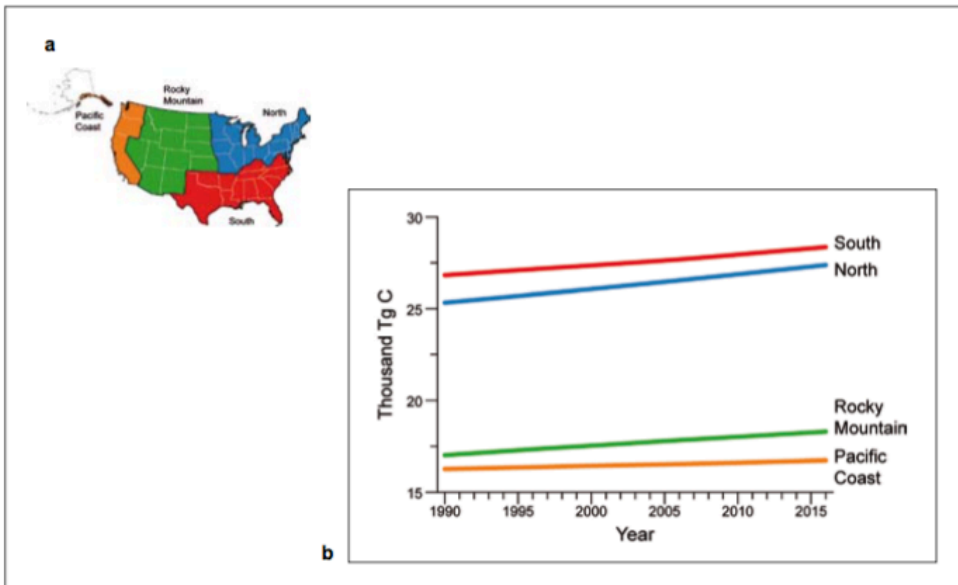 a
Rocky
Mountain
North
Pacific
Coast
South
30
25
20
15
Thousand Tg C
South
North
Rocky
Mountain
Pacific
Coast
1990 1995 2000 2005 2010 2015
Year
b